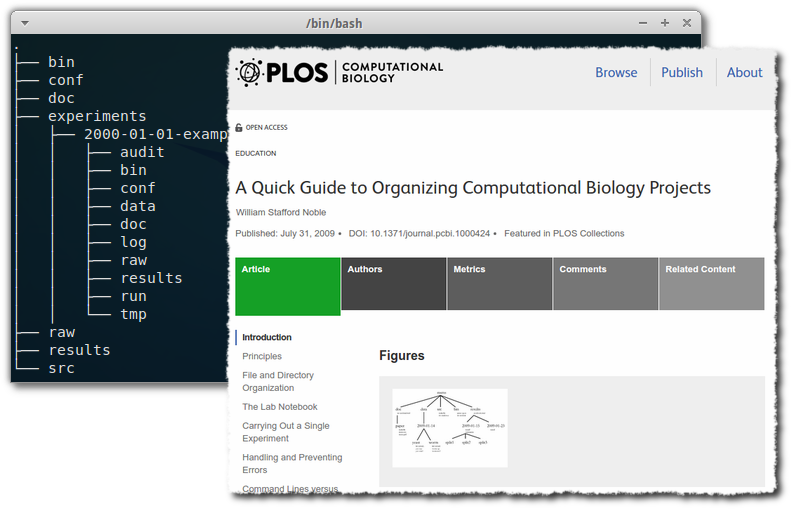 /bin/bash
.
├── bin
├── conf
├── doc
├── experiments
│   ├── 2000-01-01-examp
│   │   ├── audit
│   │   ├── bin
│   │   ├── conf
│   │   ├── data
│   │   ├── doc
│   │   ├── log
│   │   ├── raw
│   │   ├── results
│   │   ├── run
│   │   └── tmp
├── raw
├── results
└── src
PLOS | COMPUTATIONAL
BIOLOGY
Browse Publish About
OPEN ACCESS
EDUCATION
A Quick Guide to Organizing Computational Biology Projects
William Stafford Noble
Published: July 31, 2009 • DOI: 10.1371/journal.pcbi.1000424 • Featured in PLOS Collections
Article Authors Metrics Comments Related Content
Introduction
Principles
File and Directory
Organization
The Lab Notebook
Carrying Out a Single
Experiment
Handling and Preventing
Errors
Command Lines versus
Figures